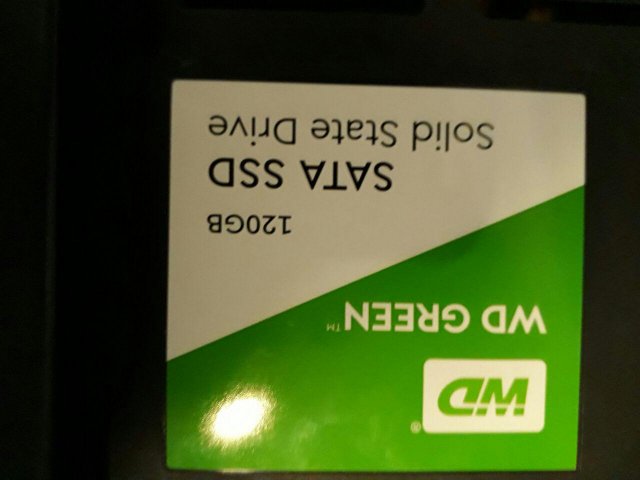 WD®
WD GREEN™
120GB
SATA SSD
Solid State Drive